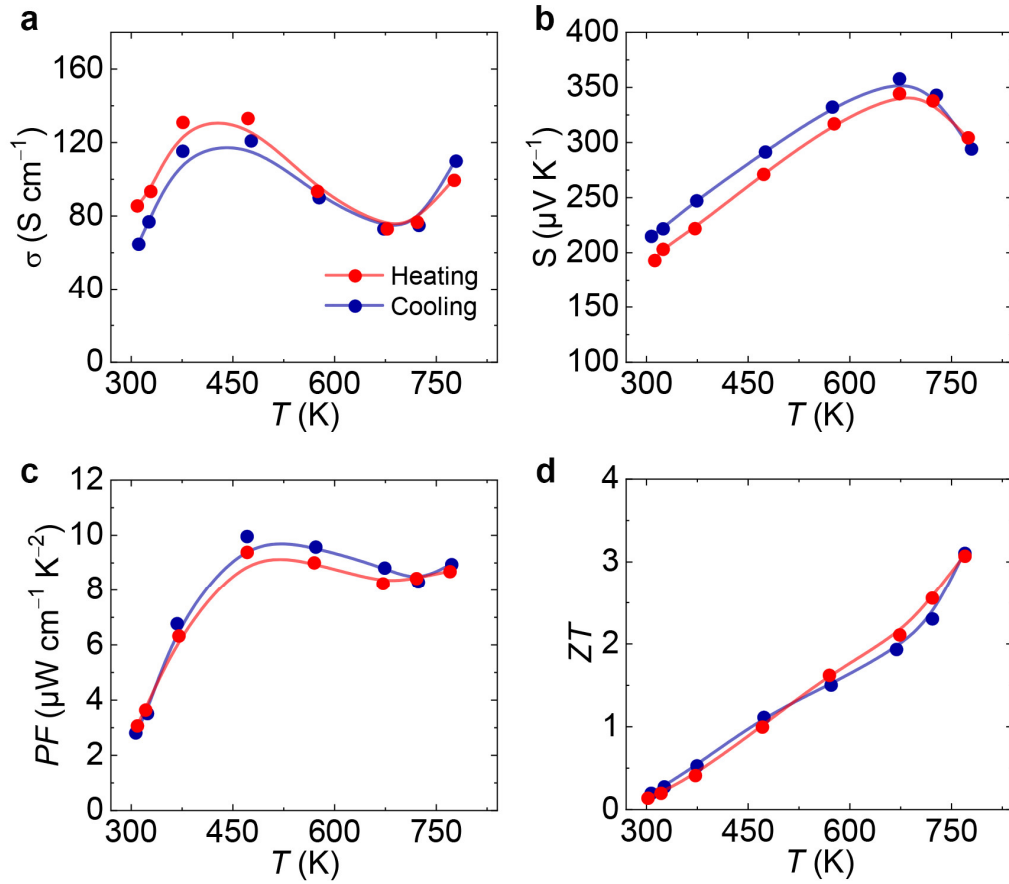 a
160
120
80
40
0
σ (S cm⁻¹)
Heating
Cooling
300 450 600 750
T (K)
b
400
350
300
250
200
150
100
S (μV K⁻¹)
300 450 600 750
T (K)
c
12
10
8
6
4
2
0
PF (μW cm⁻¹ K⁻²)
300 450 600 750
T (K)
d
4
3
2
1
0
ZT
300 450 600 750
T (K)